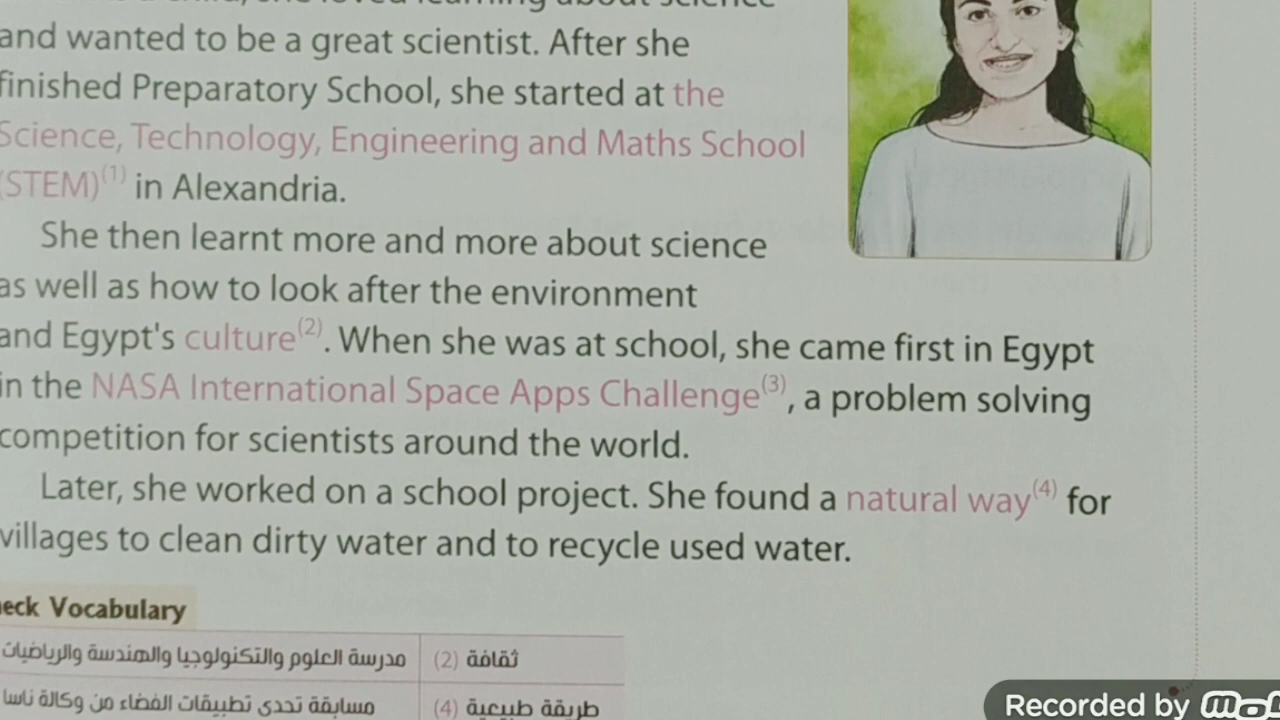 child, she loved learning about science
and wanted to be a great scientist. After she
finished Preparatory School, she started at the
Science, Technology, Engineering and Maths School
(STEM)(1) in Alexandria.
She then learnt more and more about science
as well as how to look after the environment
and Egypt's culture(2). When she was at school, she came first in Egypt
in the NASA International Space Apps Challenge(3), a problem solving
competition for scientists around the world.
Later, she worked on a school project. She found a natural way(4) for
villages to clean dirty water and to recycle used water.
Vocabulary
مدرسة العلوم والتكنولوجيا والهندسة والرياضيات
(2) ثقافة
مسابقة تحدى تطبيقات الفضاء من وكالة ناسا
(4) طريقة طبيعية
Recorded by